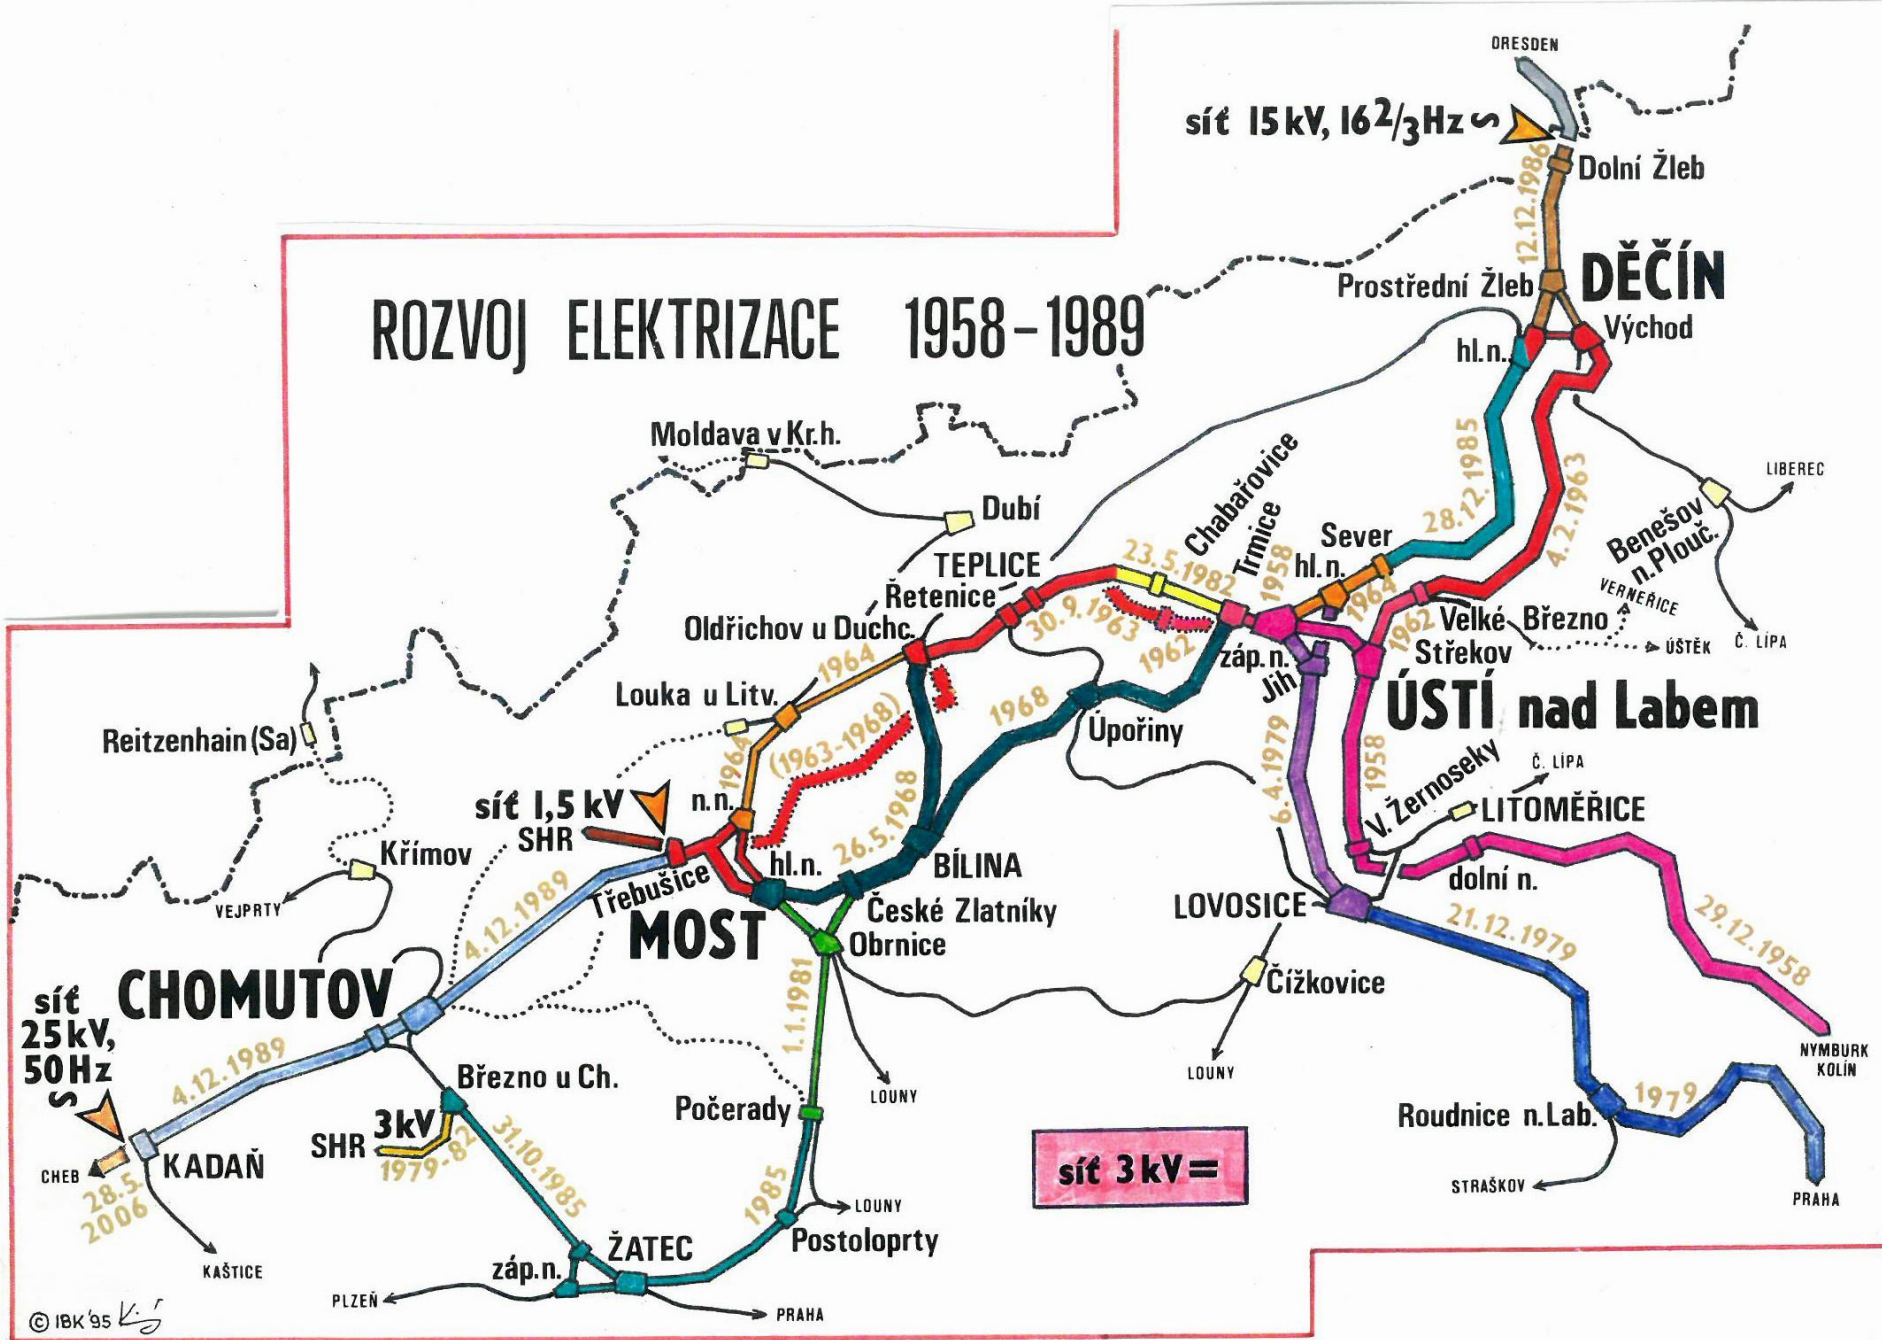 DRESDEN
síť 15 kV, 16 2/3 Hz ∽
Dolní Žleb
12.12.1986
DĚČÍN
Prostřední Žleb
Východ
hl.n.
ROZVOJ ELEKTRIZACE 1958–1989
Moldava v Kr.h.
Dubí
28.12.1985
4.2.1963
LIBEREC
Benešov
n.Plouč.
Č. LÍPA
VERNEŘICE
ÚŠTĚK
Chabařovice
Trmice
1958
Sever
hl.n.
1964
23.5.1982
TEPLICE
Řetenice
30.9.1963
1962
Oldřichov u Duchc.
1962
Velké Březno
Střekov
záp.n.
Jih
ÚSTÍ nad Labem
1964
Louka u Litv.
1964
(1963-1968)
1968
Úpořiny
Reitzenhain (Sa)
6.4.1979
1958
V. Žernoseky
Č. LÍPA
LITOMĚŘICE
dolní n.
síť 1,5 kV
SHR
n.n.
hl.n.
26.5.1968
BÍLINA
Křímov
VEJPRTY
Třebušice
MOST
České Zlatníky
Obrnice
LOVOSICE
21.12.1979
29.12.1958
4.12.1989
CHOMUTOV
síť
25 kV,
50 Hz
∽
4.12.1989
Čížkovice
LOUNY
NYMBURK
KOLÍN
1.1.1981
LOUNY
Březno u Ch.
Počerady
3kV
SHR
1979-82
31.10.1985
Roudnice n.Lab.
1979
STRAŠKOV
PRAHA
CHEB
28.5.
2006
KADAŇ
KAŠTICE
síť 3 kV =
1985
LOUNY
Postoloprty
ŽATEC
záp.n.
PLZEŇ
PRAHA
© IBK '95